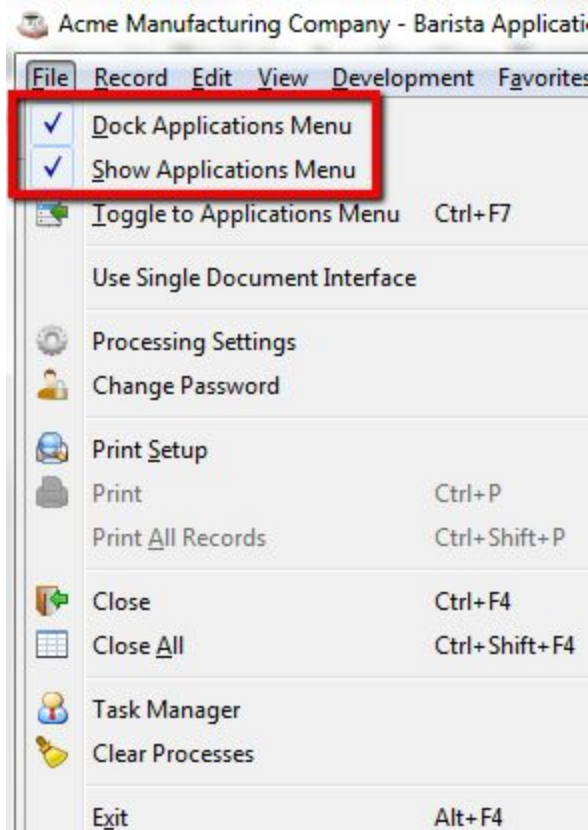 Acme Manufacturing Company - Barista
File Record Edit View Development Favorites
Dock Applications Menu
Show Applications Menu
Toggle to Applications Menu Ctrl+F7
Use Single Document Interface
Processing Settings
Change Password
Print Setup
Print Ctrl+P
Print All Records Ctrl+Shift+P
Close Ctrl+F4
Close All Ctrl+Shift+F4
Task Manager
Clear Processes
Exit Alt+F4